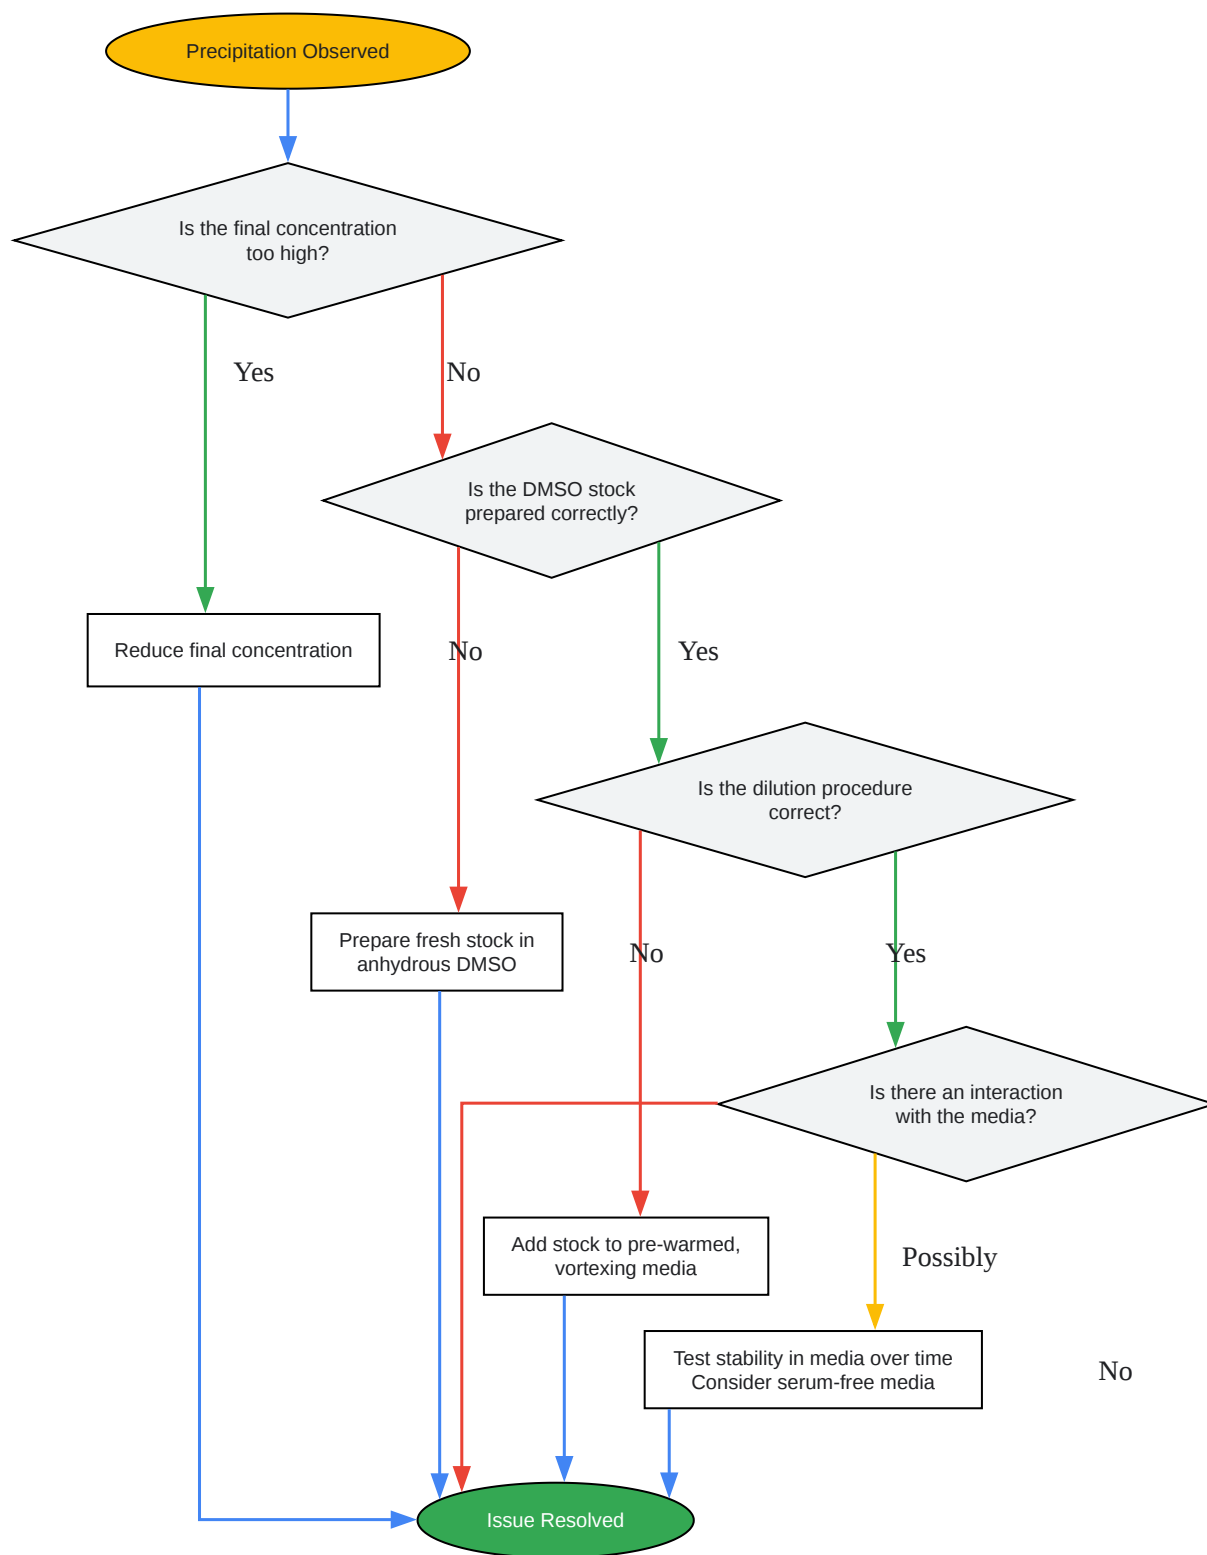 Precipitation Observed
Is the final concentration
too high?
Yes
No
Is the DMSO stock
prepared correctly?
Reduce final concentration
No
Yes
Is the dilution procedure
correct?
Prepare fresh stock in
anhydrous DMSO
No
Yes
Is there an interaction
with the media?
Add stock to pre-warmed,
vortexing media
Possibly
Test stability in media over time
Consider serum-free media
No
Issue Resolved